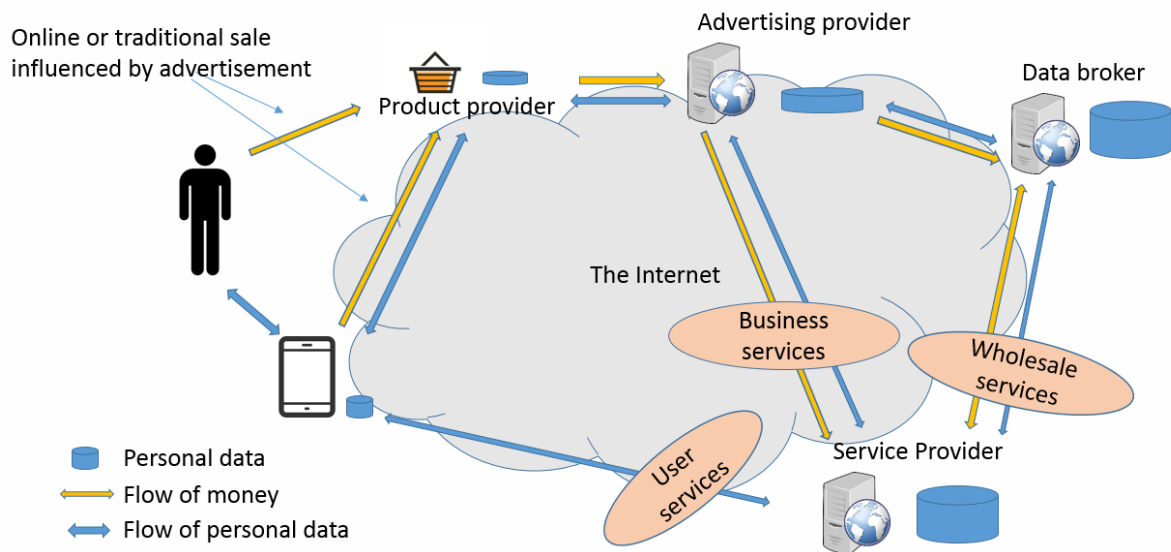 Advertising provider
Online or traditional sale
influenced by advertisement
Data broker
Product provider
The Internet
Business
services
Wholesale
services
User
services
Service Provider
Personal data
Flow of money
Flow of personal data